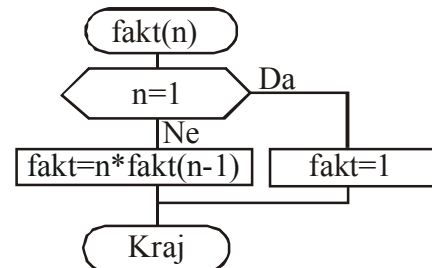 fakt(n)
n=1
Da
Ne
fakt=n*fakt(n-1)
fakt=1
Kraj